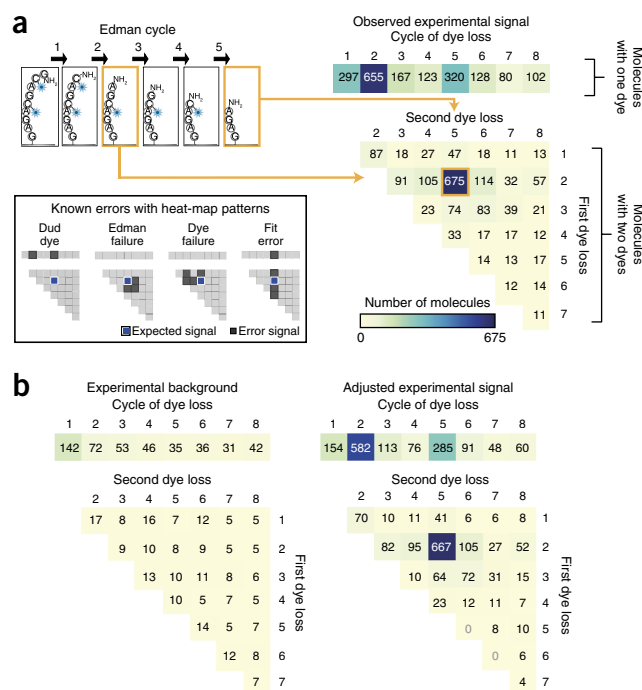 a
Edman cycle
1 2 3 4 5
NH2 NH2 NH2 NH2 NH2 NH2
Observed experimental signal
Cycle of dye loss
1 2 3 4 5 6 7 8
297 655 167 123 320 128 80 102
Molecules
with one dye
Second dye loss
2 3 4 5 6 7 8
87 18 27 47 18 11 13 1
91 105 675 114 32 57 2
23 74 83 39 21 3
33 17 17 12 4
14 13 17 5
12 14 6
11 7
First dye loss
Molecules
with two dyes
Number of molecules
0 675
Known errors with heat-map patterns
Dud
dye
Edman
failure
Dye
failure
Fit
error
Expected signal Error signal
b
Experimental background
Cycle of dye loss
1 2 3 4 5 6 7 8
142 72 53 46 35 36 31 42
Second dye loss
2 3 4 5 6 7 8
17 8 16 7 12 5 5 1
9 10 8 9 5 5 2
13 10 11 8 6 3
10 5 7 5 4
14 5 7 5
12 8 6
7 7
First dye loss
Adjusted experimental signal
Cycle of dye loss
1 2 3 4 5 6 7 8
154 582 113 76 285 91 48 60
Second dye loss
2 3 4 5 6 7 8
70 10 11 41 6 6 8 1
82 95 667 105 27 52 2
10 64 72 31 15 3
23 12 11 7 4
0 8 10 5
0 6 6
4 7
First dye loss